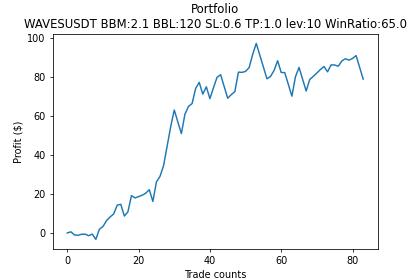 Portfolio
WAVESUSDT BBM:2.1 BBL:120 SL:0.6 TP:1.0 lev:10 WinRatio:65.0
100
80
60
40
20
0
Profit ($)
0 20 40 60 80
Trade counts